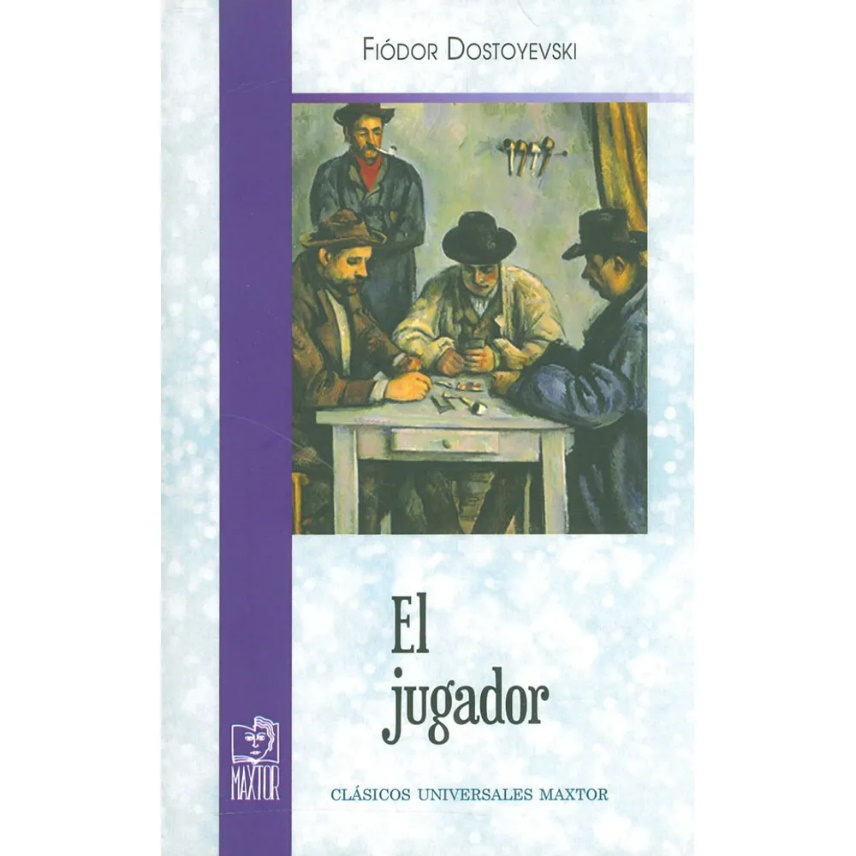 FIÓDOR DOSTOYEVSKI
El
jugador
MAXTOR
CLÁSICOS UNIVERSALES MAXTOR